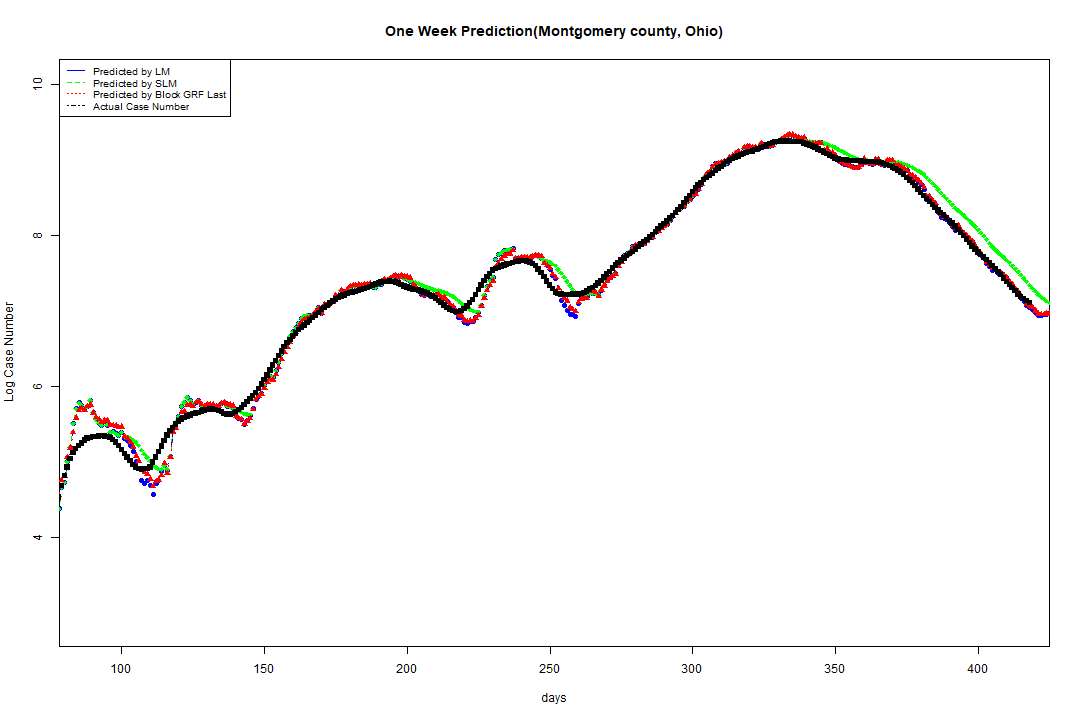 One Week Prediction(Montgomery county, Ohio)
Predicted by LM
Predicted by SLM
Predicted by Block GRF Last
Actual Case Number
10
8
6
4
Log Case Number
100 150 200 250 300 350 400
days